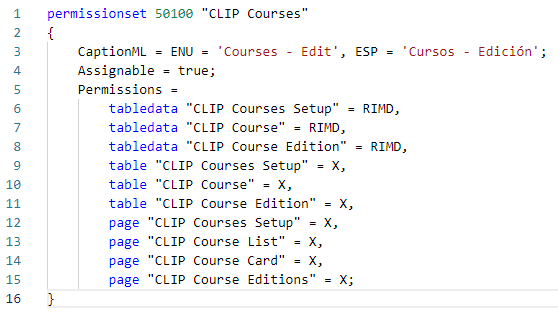 1 permissionset 50100 "CLIP Courses"
2 {
3 CaptionML = ENU = 'Courses - Edit', ESP = 'Cursos - Edición';
4 Assignable = true;
5 Permissions =
6 tabledata "CLIP Courses Setup" = RIMD,
7 tabledata "CLIP Course" = RIMD,
8 tabledata "CLIP Course Edition" = RIMD,
9 table "CLIP Courses Setup" = X,
10 table "CLIP Course" = X,
11 table "CLIP Course Edition" = X,
12 page "CLIP Courses Setup" = X,
13 page "CLIP Course List" = X,
14 page "CLIP Course Card" = X,
15 page "CLIP Course Editions" = X;
16 }